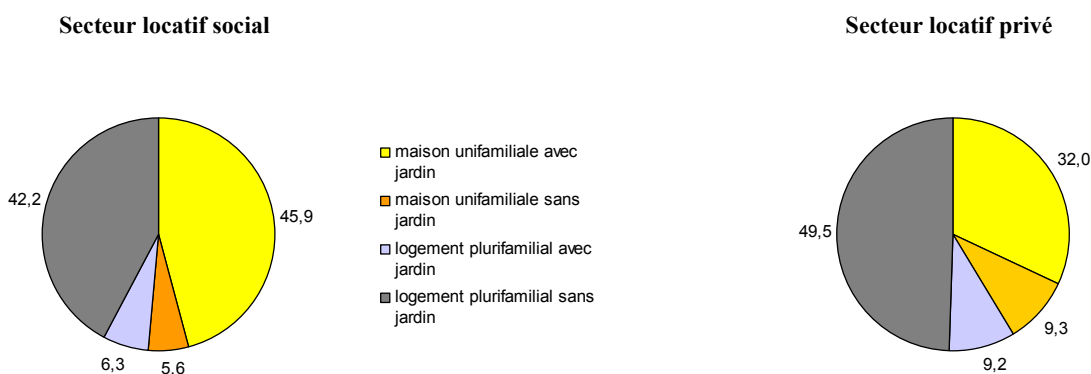 Secteur locatif social
Secteur locatif privé
42,2
45,9
6,3
5,6
maison unifamiliale avec
jardin
maison unifamiliale sans
jardin
logement plurifamilial avec
jardin
logement plurifamilial sans
jardin
32,0
49,5
9,3
9,2